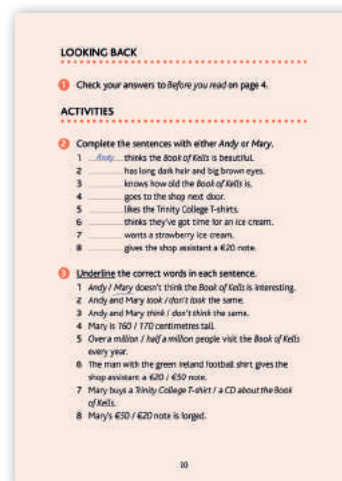 LOOKING BACK
1 Check your answers to Before you read on page 4.
ACTIVITIES
2 Complete the sentences with either Andy or Mary.
1 Andy thinks the Book of Kells is beautiful.
2 has long dark hair and big brown eyes.
3 knows how old the Book of Kells is.
4 goes to the shop next door.
5 likes the Trinity College T-shirts.
6 thinks they've got time for an ice cream.
7 wants a strawberry ice cream.
8 gives the shop assistant a €20 note.
3 Underline the correct words in each sentence.
1 Andy / Mary doesn't think the Book of Kells is interesting.
2 Andy and Mary look / don't look the same.
3 Andy and Mary think / don't think the same.
4 Mary is 160 / 170 centimetres tall.
5 Over a million / half a million people visit the Book of Kells
every year.
6 The man with the green Ireland football shirt gives the
shop assistant a €20 / €50 note.
7 Mary buys a Trinity College T-shirt / a CD about the Book
of Kells.
8 Mary's €50 / €20 note is forged.
10